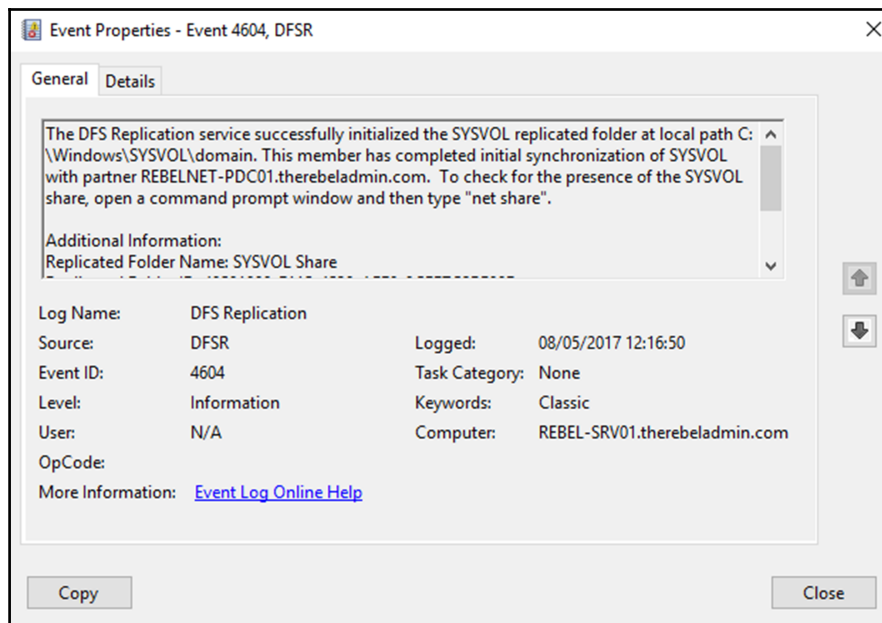 Event Properties - Event 4604, DFSR
General Details
The DFS Replication service successfully initialized the SYSVOL replicated folder at local path C:
\Windows\SYSVOL\domain. This member has completed initial synchronization of SYSVOL
with partner REBELNET-PDC01.therebeladmin.com.  To check for the presence of the SYSVOL
share, open a command prompt window and then type "net share".
Additional Information:
Replicated Folder Name: SYSVOL Share
Log Name: DFS Replication
Source: DFSR Logged: 08/05/2017 12:16:50
Event ID: 4604 Task Category: None
Level: Information Keywords: Classic
User: N/A Computer: REBEL-SRV01.therebeladmin.com
OpCode:
More Information: Event Log Online Help
Copy Close